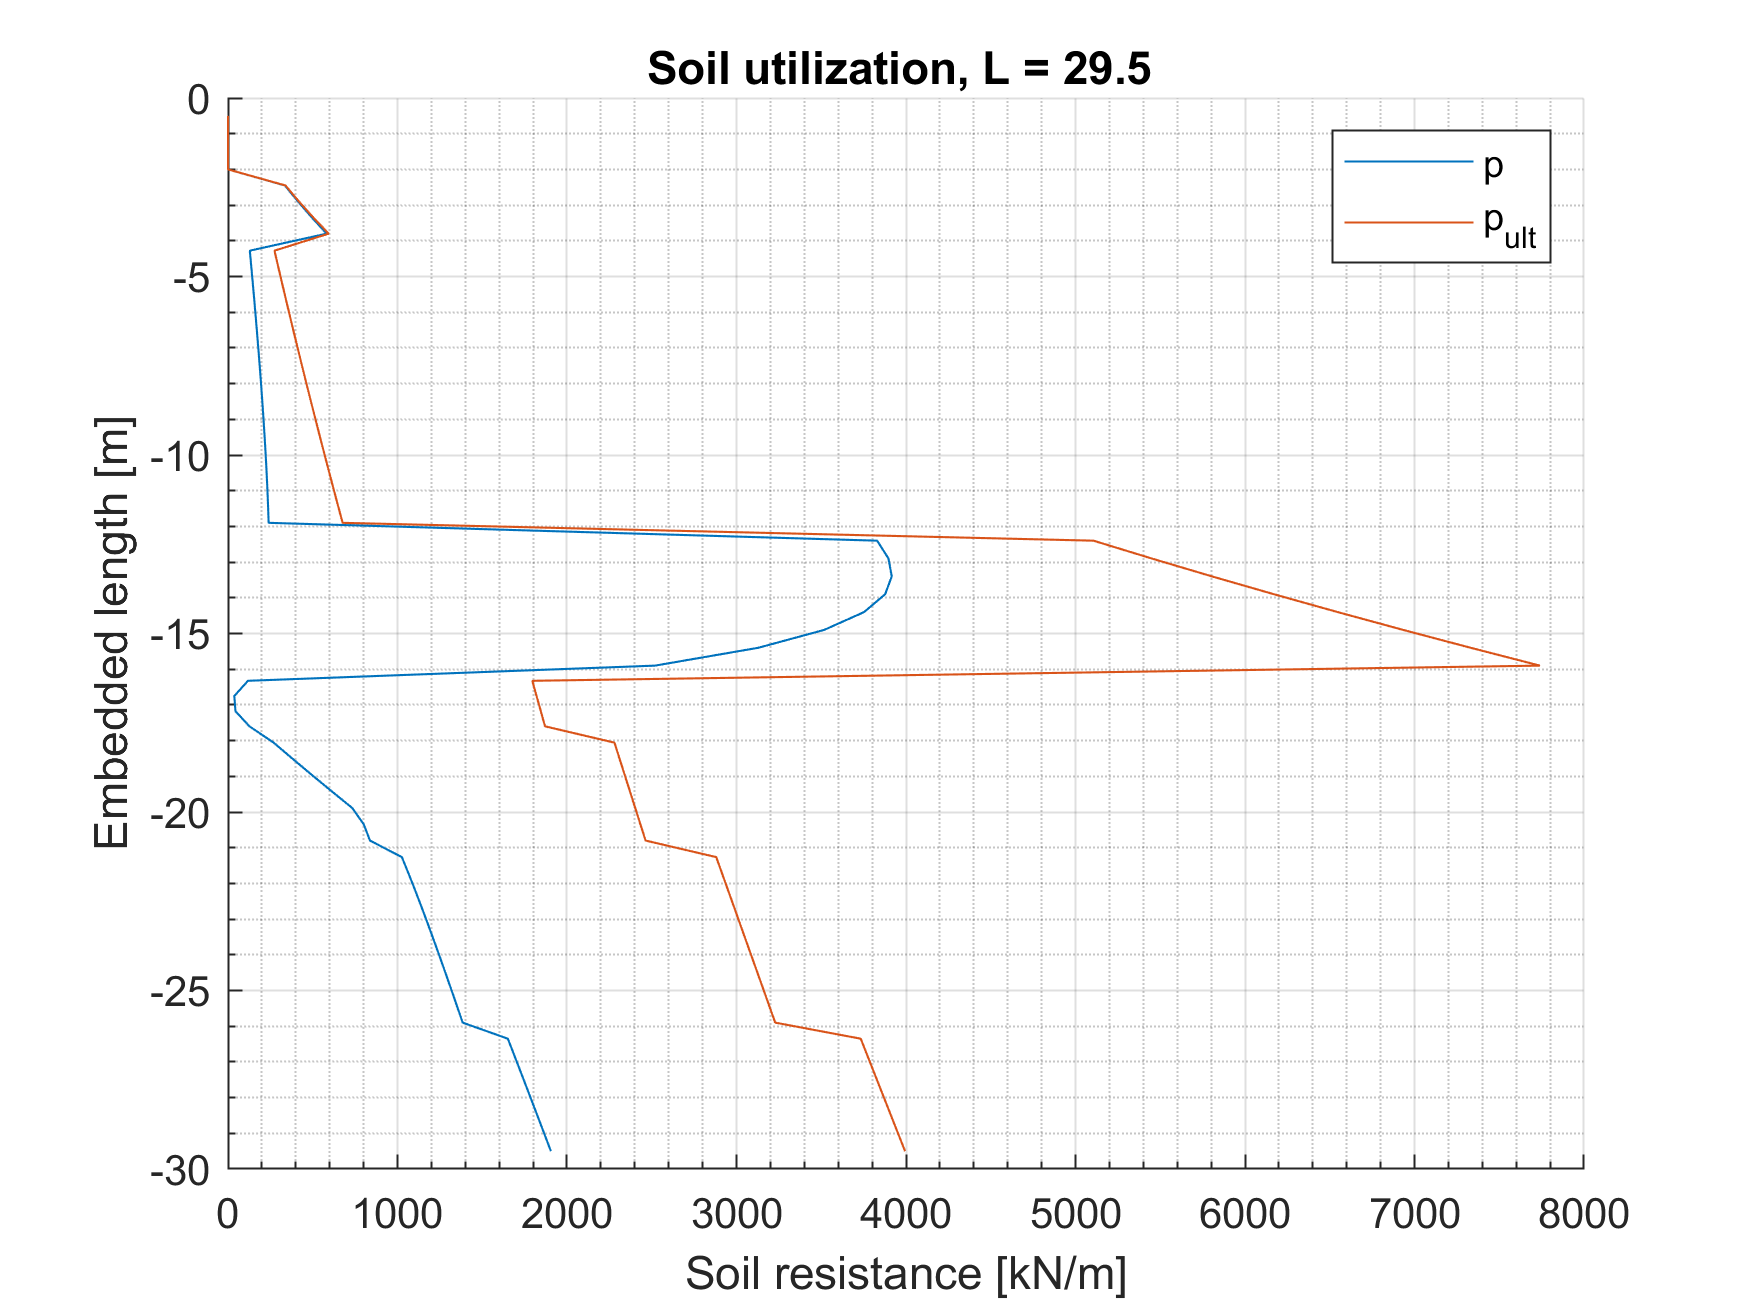 Soil utilization, L = 29.5
p
p_ult
0
-5
-10
-15
-20
-25
-30
Embedded length [m]
0 1000 2000 3000 4000 5000 6000 7000 8000
Soil resistance [kN/m]